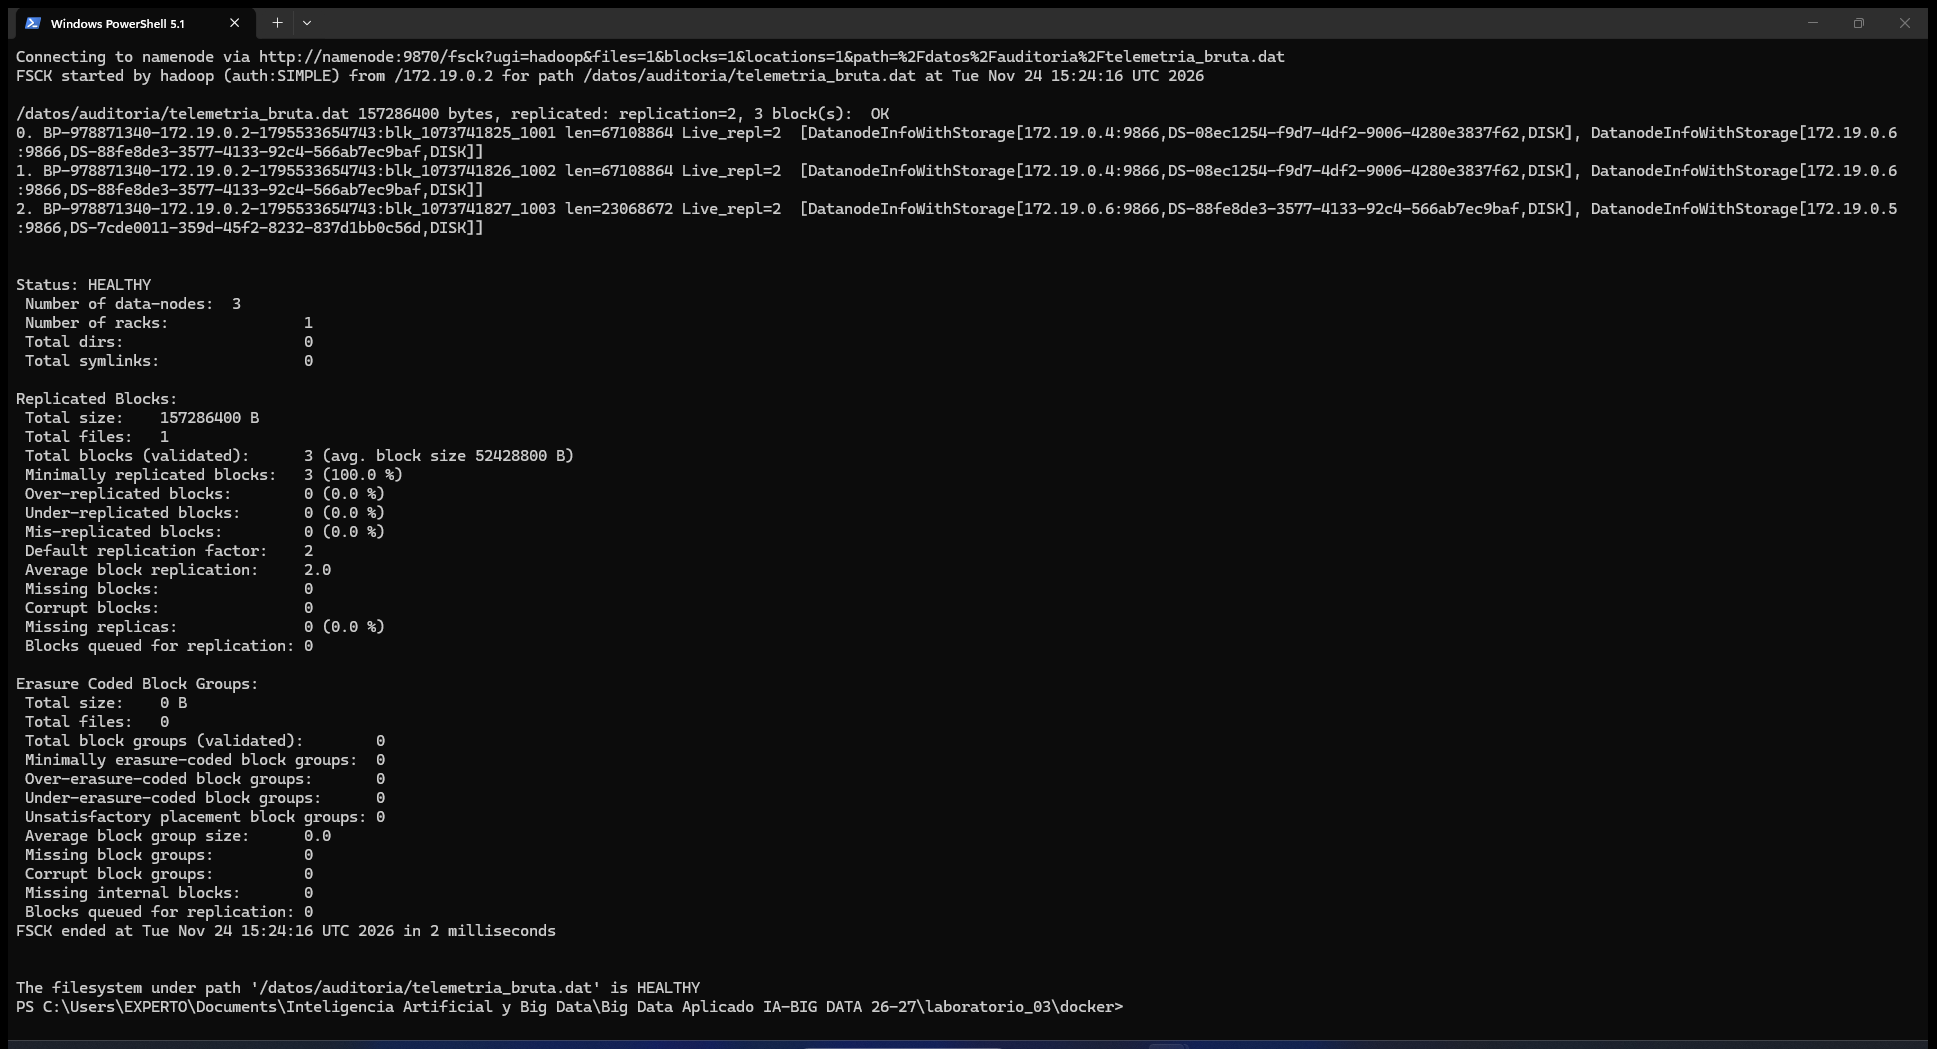 Windows PowerShell 5.1
Connecting to namenode via http://namenode:9870/fsck?ugi=hadoop&files=1&blocks=1&locations=1&path=%2Fdatos%2Fauditoria%2Ftelemetria_bruta.dat
FSCK started by hadoop (auth:SIMPLE) from /172.19.0.2 for path /datos/auditoria/telemetria_bruta.dat at Tue Nov 24 15:24:16 UTC 2026
/datos/auditoria/telemetria_bruta.dat 157286400 bytes, replicated: replication=2, 3 block(s):  OK
0. BP-978871340-172.19.0.2-1795533654743:blk_1073741825_1001 len=67108864 Live_repl=2  [DatanodeInfoWithStorage[172.19.0.4:9866,DS-08ec1254-f9d7-4df2-9006-4280e3837f62,DISK], DatanodeInfoWithStorage[172.19.0.6
:9866,DS-88fe8de3-3577-4133-92c4-566ab7ec9baf,DISK]]
1. BP-978871340-172.19.0.2-1795533654743:blk_1073741826_1002 len=67108864 Live_repl=2  [DatanodeInfoWithStorage[172.19.0.4:9866,DS-08ec1254-f9d7-4df2-9006-4280e3837f62,DISK], DatanodeInfoWithStorage[172.19.0.6
:9866,DS-88fe8de3-3577-4133-92c4-566ab7ec9baf,DISK]]
2. BP-978871340-172.19.0.2-1795533654743:blk_1073741827_1003 len=23068672 Live_repl=2  [DatanodeInfoWithStorage[172.19.0.6:9866,DS-88fe8de3-3577-4133-92c4-566ab7ec9baf,DISK], DatanodeInfoWithStorage[172.19.0.5
:9866,DS-7cde0011-359d-45f2-8232-837d1bb0c56d,DISK]]
Status: HEALTHY
Number of data-nodes:  3
Number of racks:               1
Total dirs:                    0
Total symlinks:                0
Replicated Blocks:
Total size:    157286400 B
Total files:   1
Total blocks (validated):      3 (avg. block size 52428800 B)
Minimally replicated blocks:   3 (100.0 %)
Over-replicated blocks:        0 (0.0 %)
Under-replicated blocks:       0 (0.0 %)
Mis-replicated blocks:         0 (0.0 %)
Default replication factor:    2
Average block replication:     2.0
Missing blocks:                0
Corrupt blocks:                0
Missing replicas:              0 (0.0 %)
Blocks queued for replication: 0
Erasure Coded Block Groups:
Total size:    0 B
Total files:   0
Total block groups (validated):        0
Minimally erasure-coded block groups:  0
Over-erasure-coded block groups:       0
Under-erasure-coded block groups:      0
Unsatisfactory placement block groups: 0
Average block group size:      0.0
Missing block groups:          0
Corrupt block groups:          0
Missing internal blocks:       0
Blocks queued for replication: 0
FSCK ended at Tue Nov 24 15:24:16 UTC 2026 in 2 milliseconds
The filesystem under path '/datos/auditoria/telemetria_bruta.dat' is HEALTHY
PS C:\Users\EXPERTO\Documents\Inteligencia Artificial y Big Data\Big Data Aplicado IA-BIG DATA 26-27\laboratorio_03\docker>